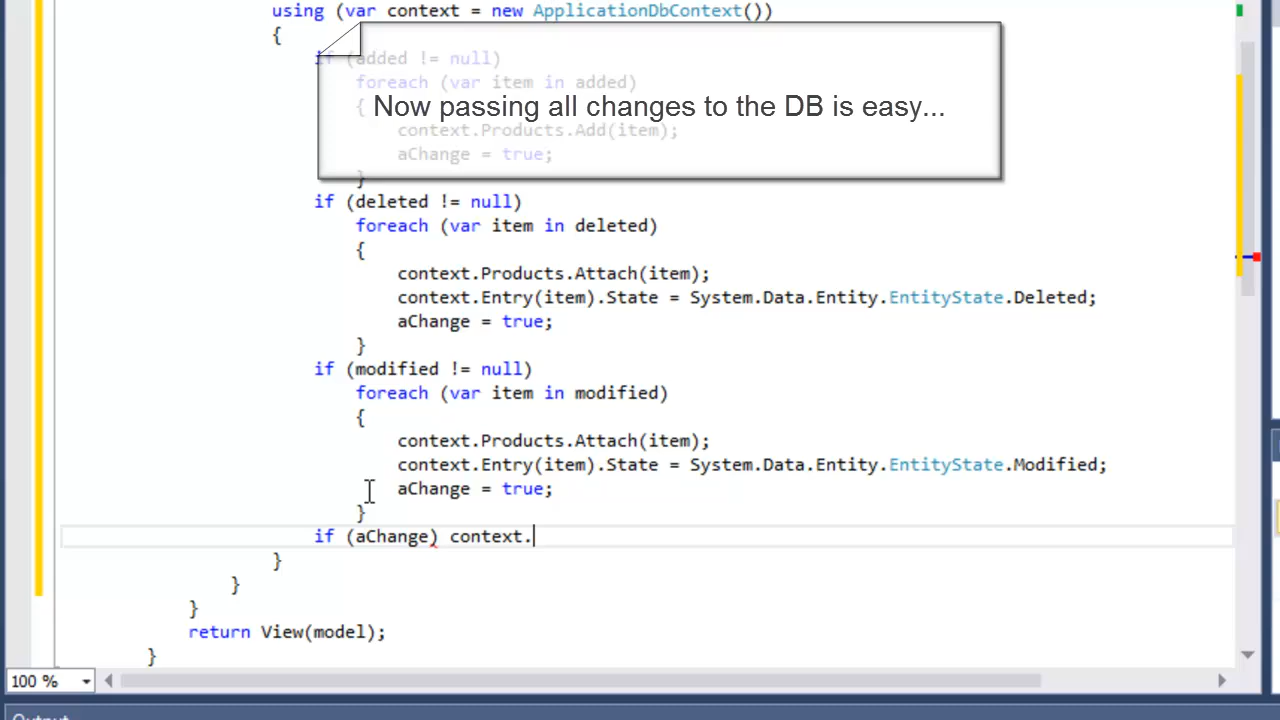 using (var context = new ApplicationDbContext())
{
if (added != null)
foreach (var item in added)
{
Now passing all changes to the DB is easy...
context.Products.Add(item);
aChange = true;
}
if (deleted != null)
foreach (var item in deleted)
{
context.Products.Attach(item);
context.Entry(item).State = System.Data.Entity.EntityState.Deleted;
aChange = true;
}
if (modified != null)
foreach (var item in modified)
{
context.Products.Attach(item);
context.Entry(item).State = System.Data.Entity.EntityState.Modified;
aChange = true;
}
if (aChange) context.
}
}
}
return View(model);
}
100 %
Output